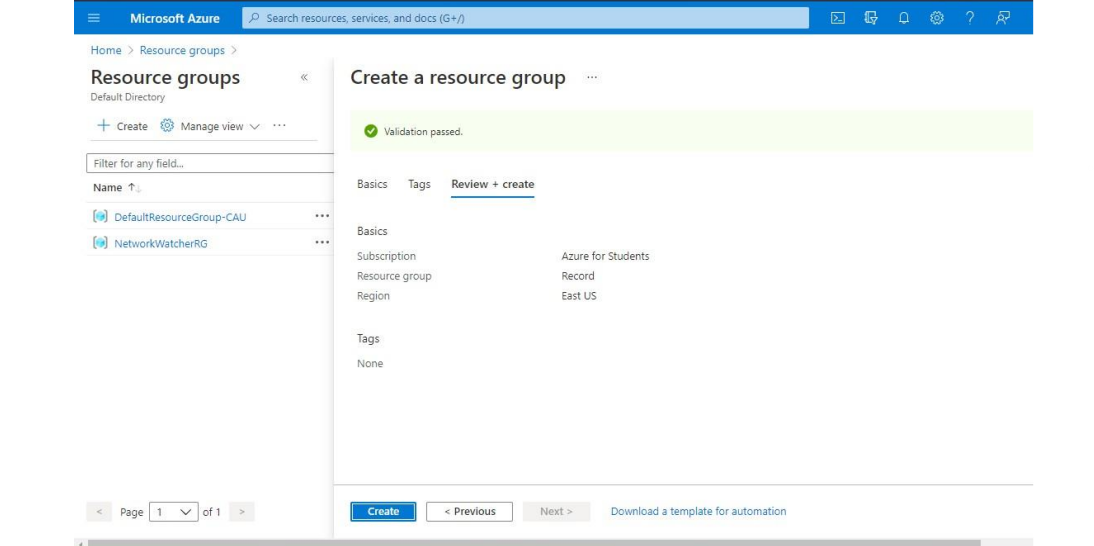 Microsoft Azure
Search resources, services, and docs (G+/)
Home > Resource groups >
Resource groups
Default Directory
Create Manage view ...
Filter for any field...
Name
DefaultResourceGroup-CAU ...
NetworkWatcherRG ...
< Page 1 of 1 >
Create a resource group ...
Validation passed.
Basics Tags Review + create
Basics
Subscription Azure for Students
Resource group Record
Region East US
Tags
None
Create < Previous Next > Download a template for automation